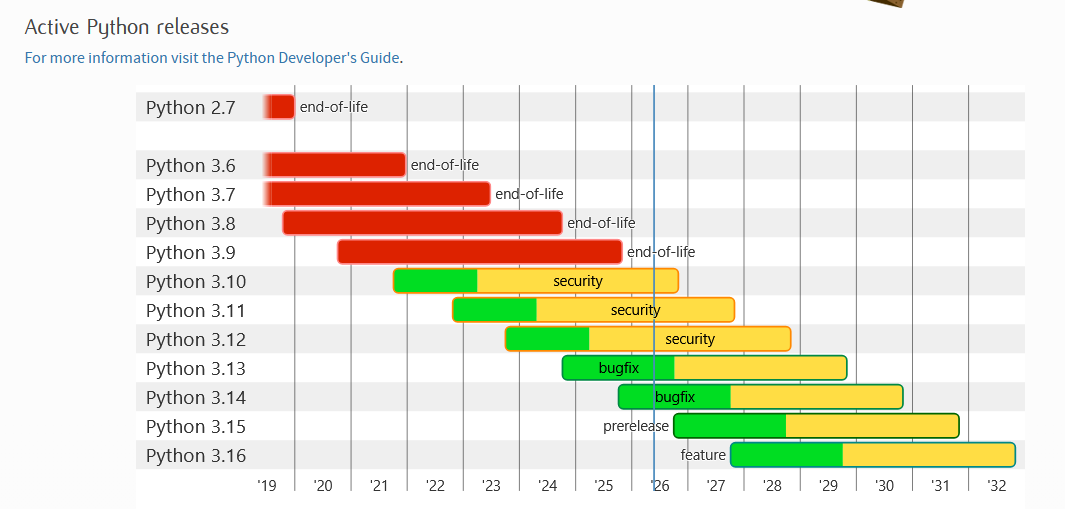 Active Python releases
For more information visit the Python Developer's Guide.
Python 2.7 end-of-life
Python 3.6 end-of-life
Python 3.7 end-of-life
Python 3.8 end-of-life
Python 3.9 end-of-life
Python 3.10 security
Python 3.11 security
Python 3.12 security
Python 3.13 bugfix
Python 3.14 bugfix
Python 3.15 prerelease
Python 3.16 feature
'19 '20 '21 '22 '23 '24 '25 '26 '27 '28 '29 '30 '31 '32